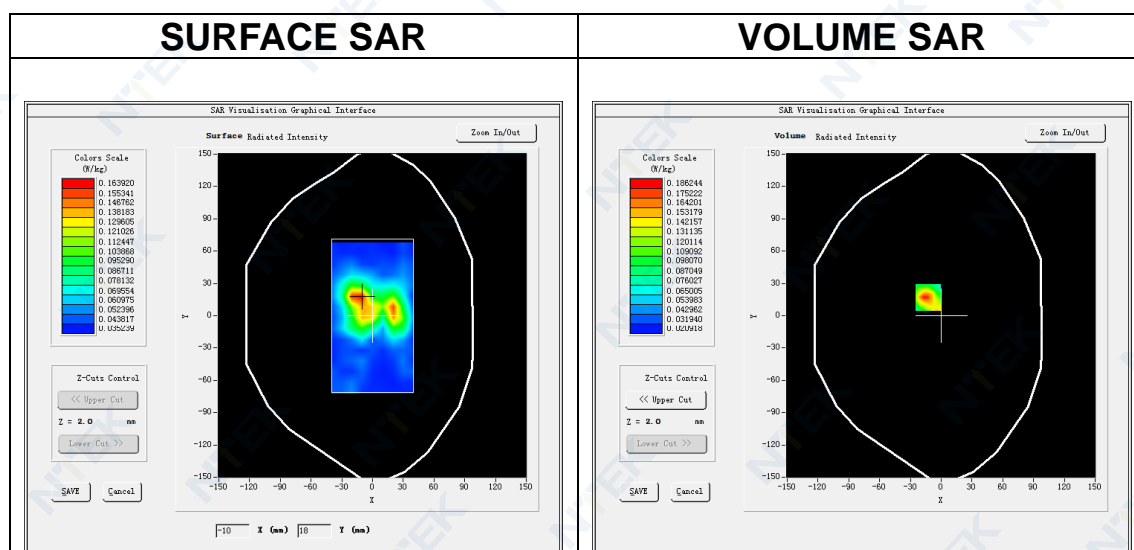 SURFACE SAR
VOLUME SAR
SAR Visualisation Graphical Interface
Surface Radiated Intensity
Zoom In/Out
Colors Scale
(W/kg)
0.163920
0.155341
0.146762
0.138183
0.129605
0.121026
0.112447
0.103868
0.095290
0.086711
0.078132
0.069554
0.060975
0.052396
0.043817
0.035239
150
120
90
60
30
0
-30
-60
-90
-120
-150
Y
-150 -120 -90 -60 -30 0 30 60 90 120 150
X
Z-Cuts Control
<< Upper Cut
Z = 2.0 mm
Lower Cut >>
SAVE
Cancel
-10 X (mm) 18 Y (mm)
SAR Visualisation Graphical Interface
Volume Radiated Intensity
Zoom In/Out
Colors Scale
(W/kg)
0.186244
0.175222
0.164201
0.153179
0.142157
0.131135
0.120114
0.109092
0.098070
0.087049
0.076027
0.065005
0.053983
0.042962
0.031940
0.020918
150
120
90
60
30
0
-30
-60
-90
-120
-150
Y
-150 -120 -90 -60 -30 0 30 60 90 120 150
X
Z-Cuts Control
<< Upper Cut
Z = 2.0 mm
Lower Cut >>
SAVE
Cancel
NTEK